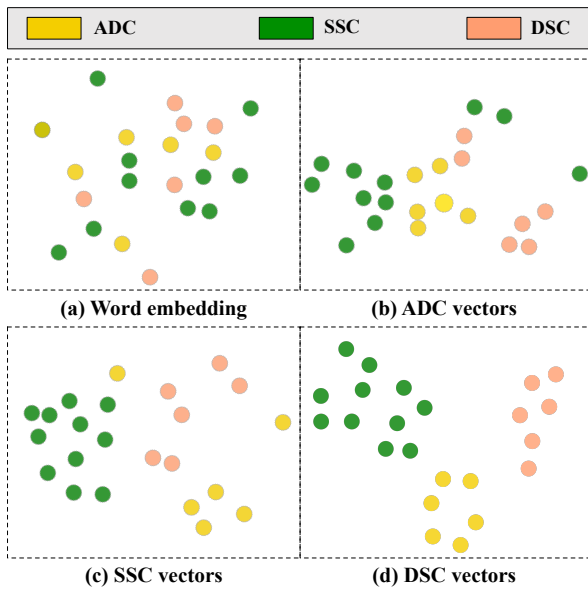 ADC SSC DSC
(a) Word embedding (b) ADC vectors
(c) SSC vectors (d) DSC vectors